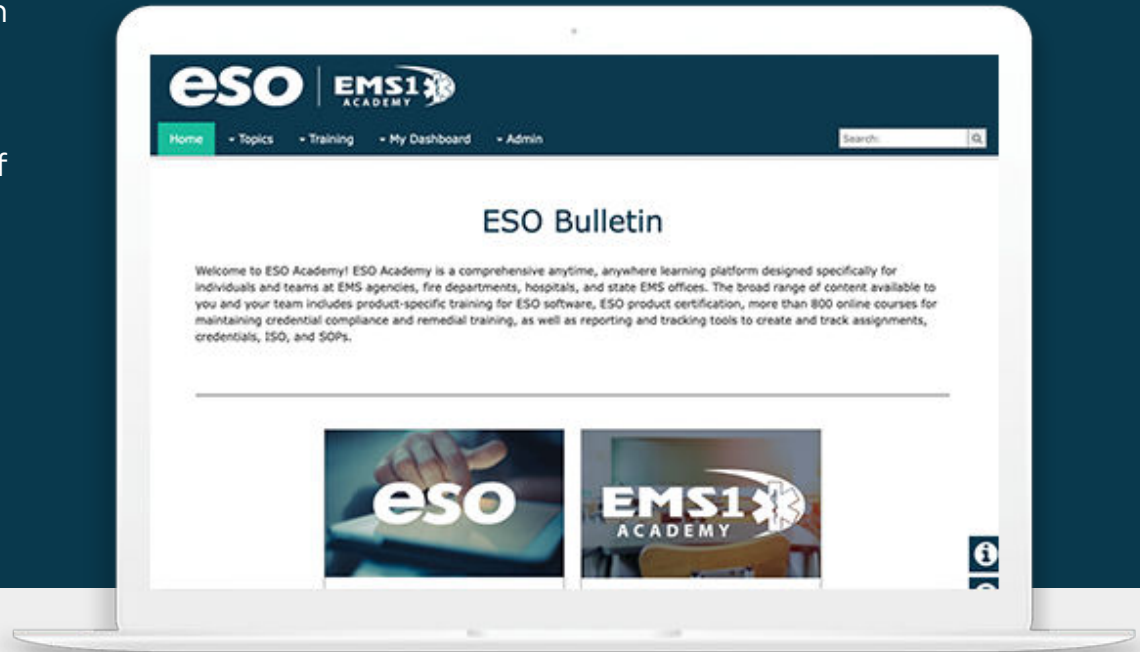 n
f
eso | EMS1
ACADEMY
Home Topics Training My Dashboard Admin Search:
ESO Bulletin
Welcome to ESO Academy! ESO Academy is a comprehensive anytime, anywhere learning platform designed specifically for
individuals and teams at EMS agencies, fire departments, hospitals, and state EMS offices. The broad range of content available to
you and your team includes product-specific training for ESO software, ESO product certification, more than 800 online courses for
maintaining credential compliance and remedial training, as well as reporting and tracking tools to create and track assignments,
credentials, ISO, and SOPs.
eso
EMS1
ACADEMY